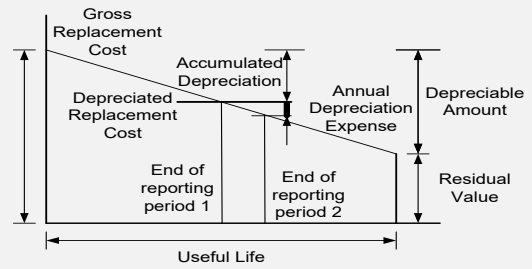 Gross
Replacement
Cost
Accumulated
Depreciation
Annual
Depreciation
Expense
Depreciable
Amount
Depreciated
Replacement
Cost
End of
reporting
period 1
End of
reporting
period 2
Residual
Value
Useful Life